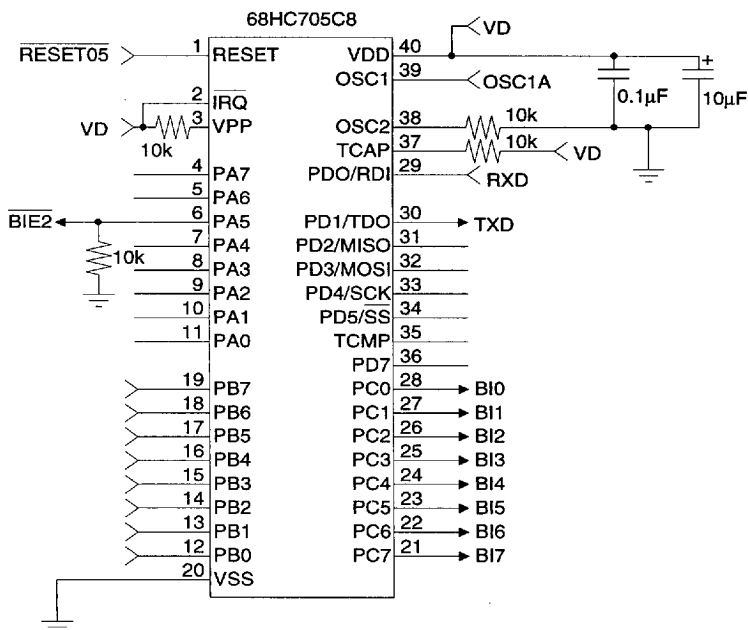 68HC705C8
RESET05 1 RESET VDD 40 VD
OSC1 39 OSC1A 0.1µF + 10µF
2 IRQ
VD 10k 3 VPP OSC2 38 10k
TCAP 37 10k VD
4 PA7 PD0/RDI 29 RXD
5 PA6
BIE2 6 PA5 PD1/TDO 30 TXD
7 PA4 PD2/MISO 31
10k 8 PA3 PD3/MOSI 32
9 PA2 PD4/SCK 33
10 PA1 PD5/SS 34
11 PA0 TCMP 35
PD7 36
19 PB7 PC0 28 BI0
18 PB6 PC1 27 BI1
17 PB5 PC2 26 BI2
16 PB4 PC3 25 BI3
15 PB3 PC4 24 BI4
14 PB2 PC5 23 BI5
13 PB1 PC6 22 BI6
12 PB0 PC7 21 BI7
20 VSS